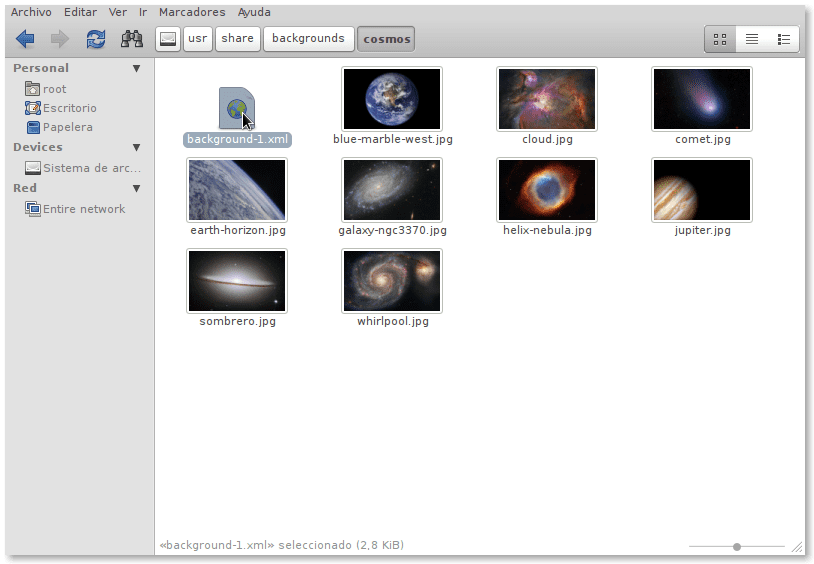 Archivo Editar Ver Ir Marcadores Ayuda
usr share backgrounds cosmos
Personal
root
Escritorio
Papelera
Devices
Sistema de arc...
Red
Entire network
background-1.xml blue-marble-west.jpg cloud.jpg comet.jpg
earth-horizon.jpg galaxy-ngc3370.jpg helix-nebula.jpg jupiter.jpg
sombrero.jpg whirlpool.jpg
«background-1.xml» seleccionado (2,8 KiB)